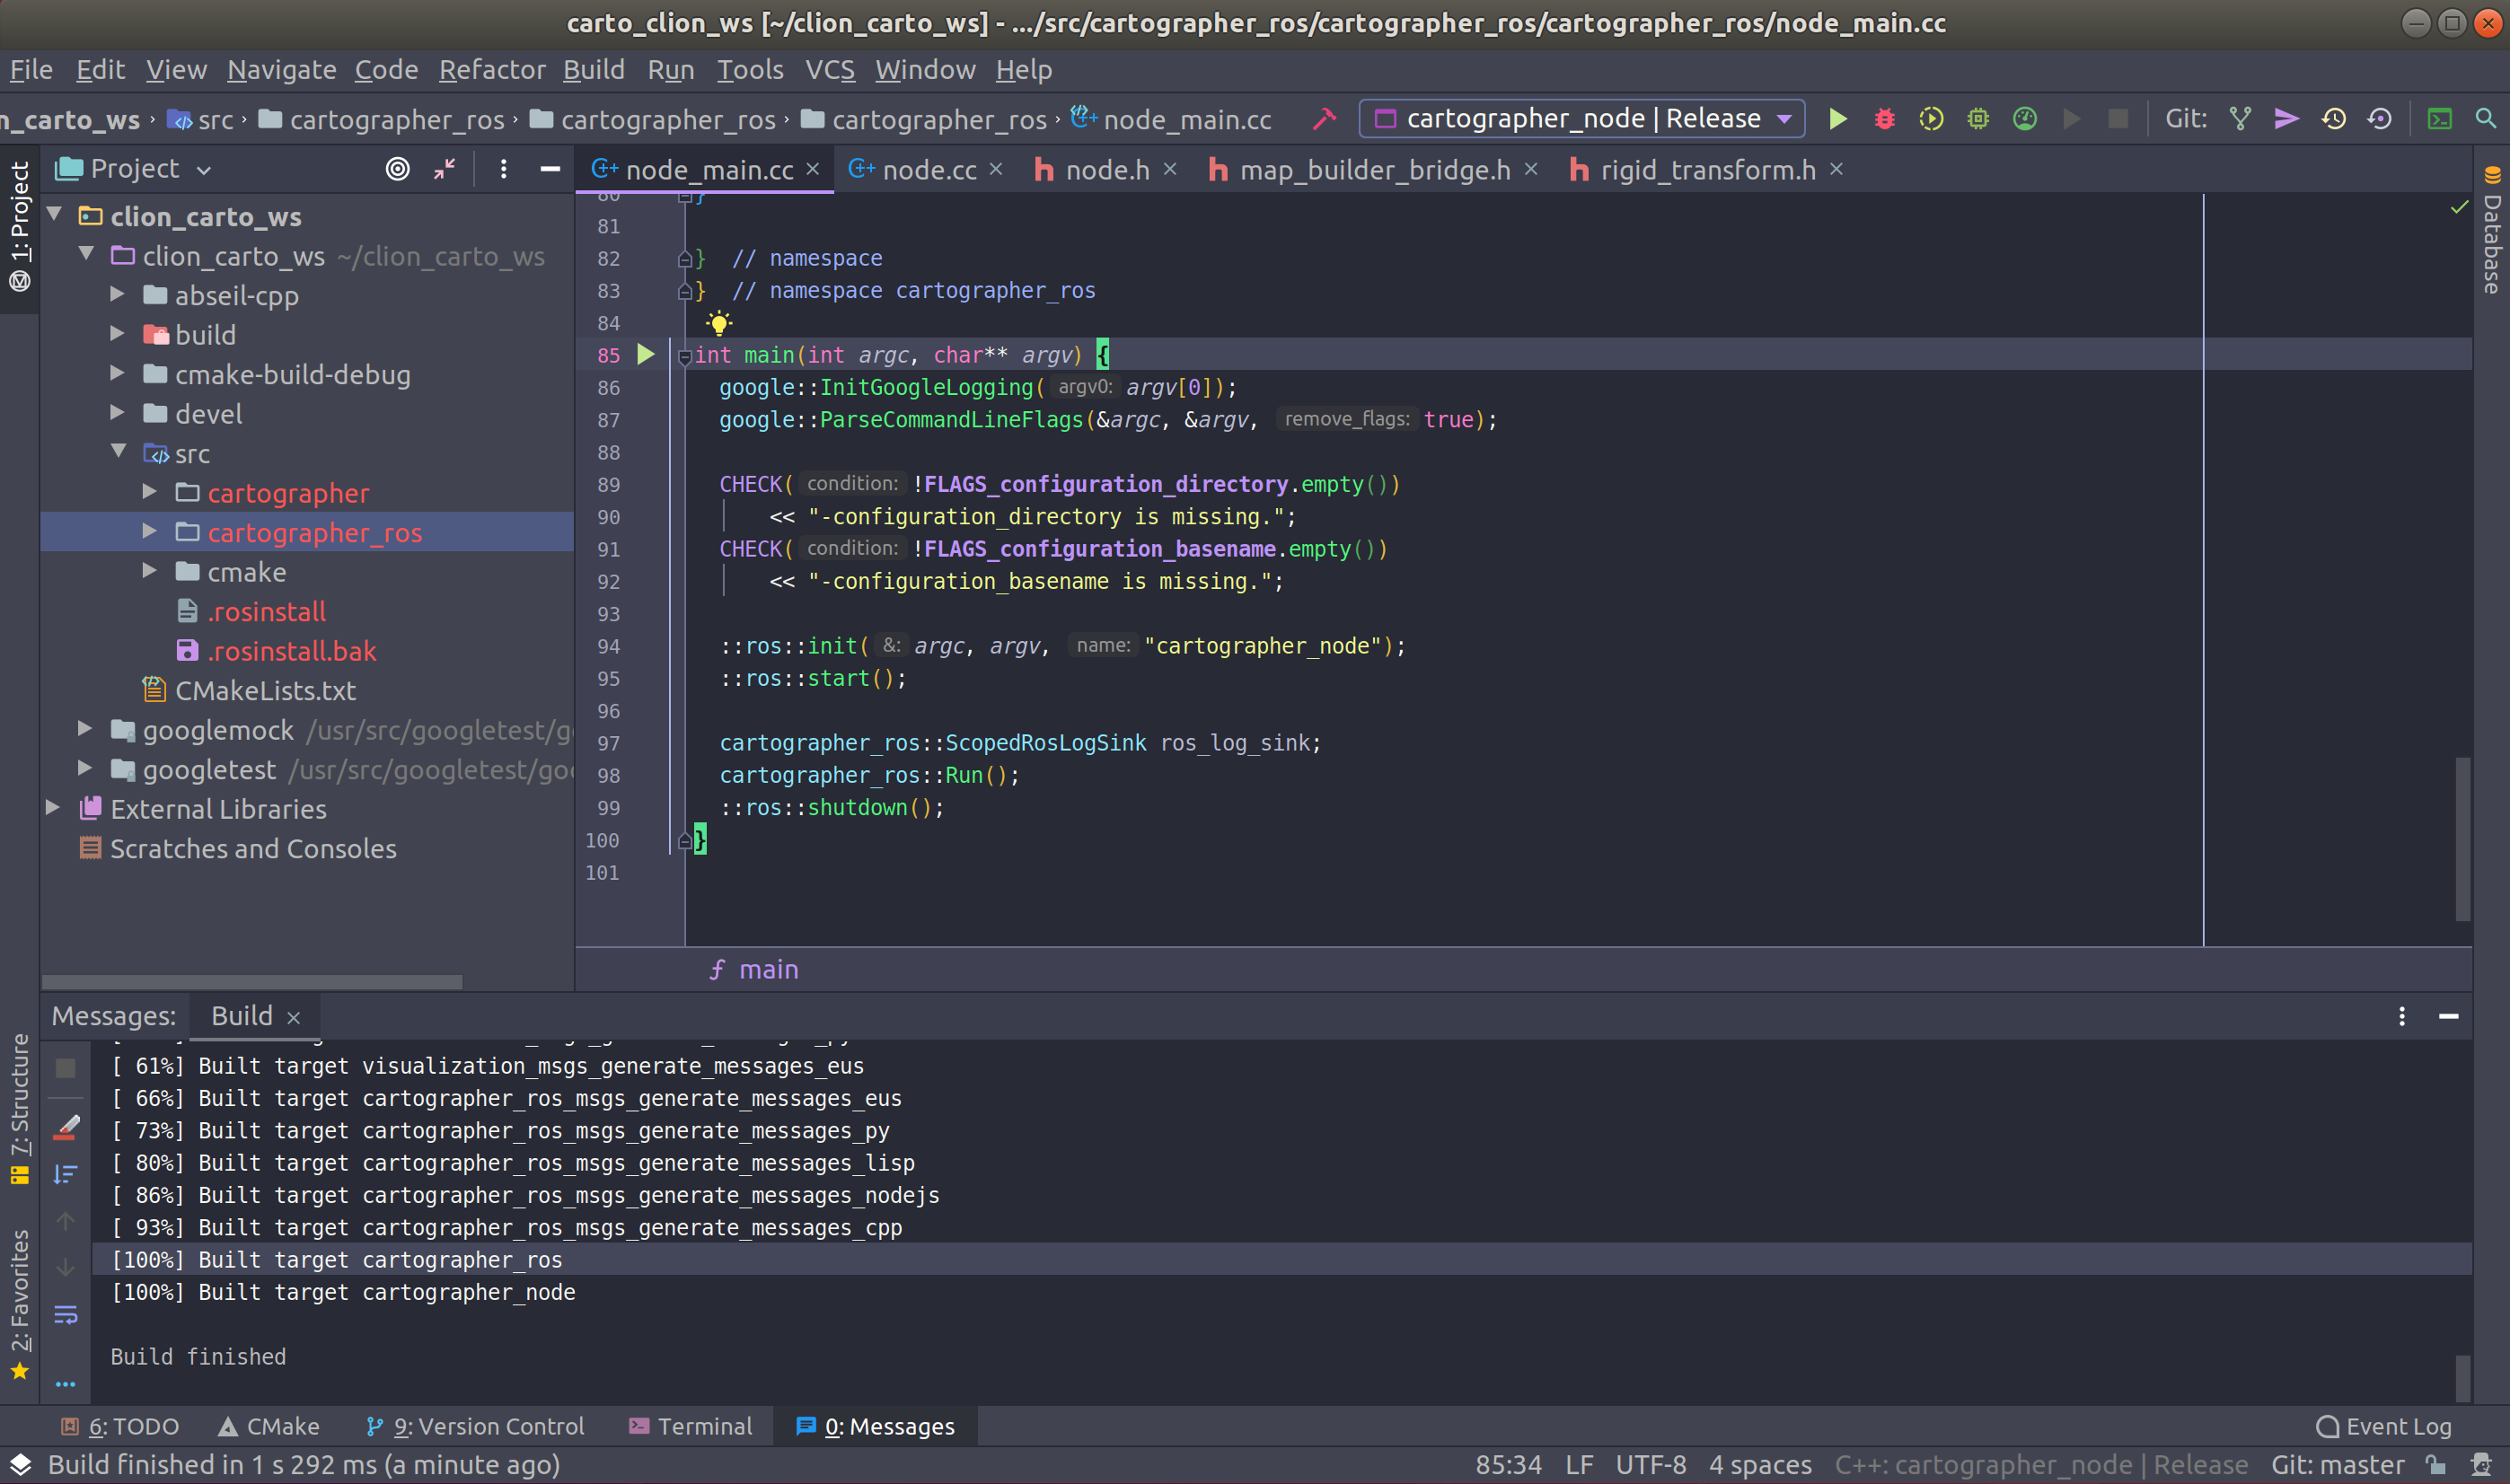 carto_clion_ws [~/clion_carto_ws] - .../src/cartographer_ros/cartographer_ros/cartographer_ros/node_main.cc
File Edit View Navigate Code Refactor Build Run Tools VCS Window Help
n_carto_ws › src › cartographer_ros › cartographer_ros › cartographer_ros › node_main.cc cartographer_node | Release Git:
1: Project
7: Structure
2: Favorites
Project
clion_carto_ws
clion_carto_ws ~/clion_carto_ws
abseil-cpp
build
cmake-build-debug
devel
src
cartographer
cartographer_ros
cmake
.rosinstall
.rosinstall.bak
CMakeLists.txt
googlemock /usr/src/googletest/g
googletest /usr/src/googletest/goo
External Libraries
Scratches and Consoles
node_main.cc × node.cc × node.h × map_builder_bridge.h × rigid_transform.h ×
80 }
81
82 } // namespace
83 } // namespace cartographer_ros
84
85 int main(int argc, char** argv) {
86 google::InitGoogleLogging( argv0: argv[0]);
87 google::ParseCommandLineFlags(&argc, &argv, remove_flags: true);
88
89 CHECK( condition: !FLAGS_configuration_directory.empty())
90 << "-configuration_directory is missing.";
91 CHECK( condition: !FLAGS_configuration_basename.empty())
92 << "-configuration_basename is missing.";
93
94 ::ros::init( &: argc, argv, name: "cartographer_node");
95 ::ros::start();
96
97 cartographer_ros::ScopedRosLogSink ros_log_sink;
98 cartographer_ros::Run();
99 ::ros::shutdown();
100 }
101
f main
Database
Messages: Build ×
[ 61%] Built target visualization_msgs_generate_messages_eus
[ 66%] Built target cartographer_ros_msgs_generate_messages_eus
[ 73%] Built target cartographer_ros_msgs_generate_messages_py
[ 80%] Built target cartographer_ros_msgs_generate_messages_lisp
[ 86%] Built target cartographer_ros_msgs_generate_messages_nodejs
[ 93%] Built target cartographer_ros_msgs_generate_messages_cpp
[100%] Built target cartographer_ros
[100%] Built target cartographer_node
Build finished
6: TODO CMake 9: Version Control Terminal 0: Messages Event Log
Build finished in 1 s 292 ms (a minute ago) 85:34 LF UTF-8 4 spaces C++: cartographer_node | Release Git: master